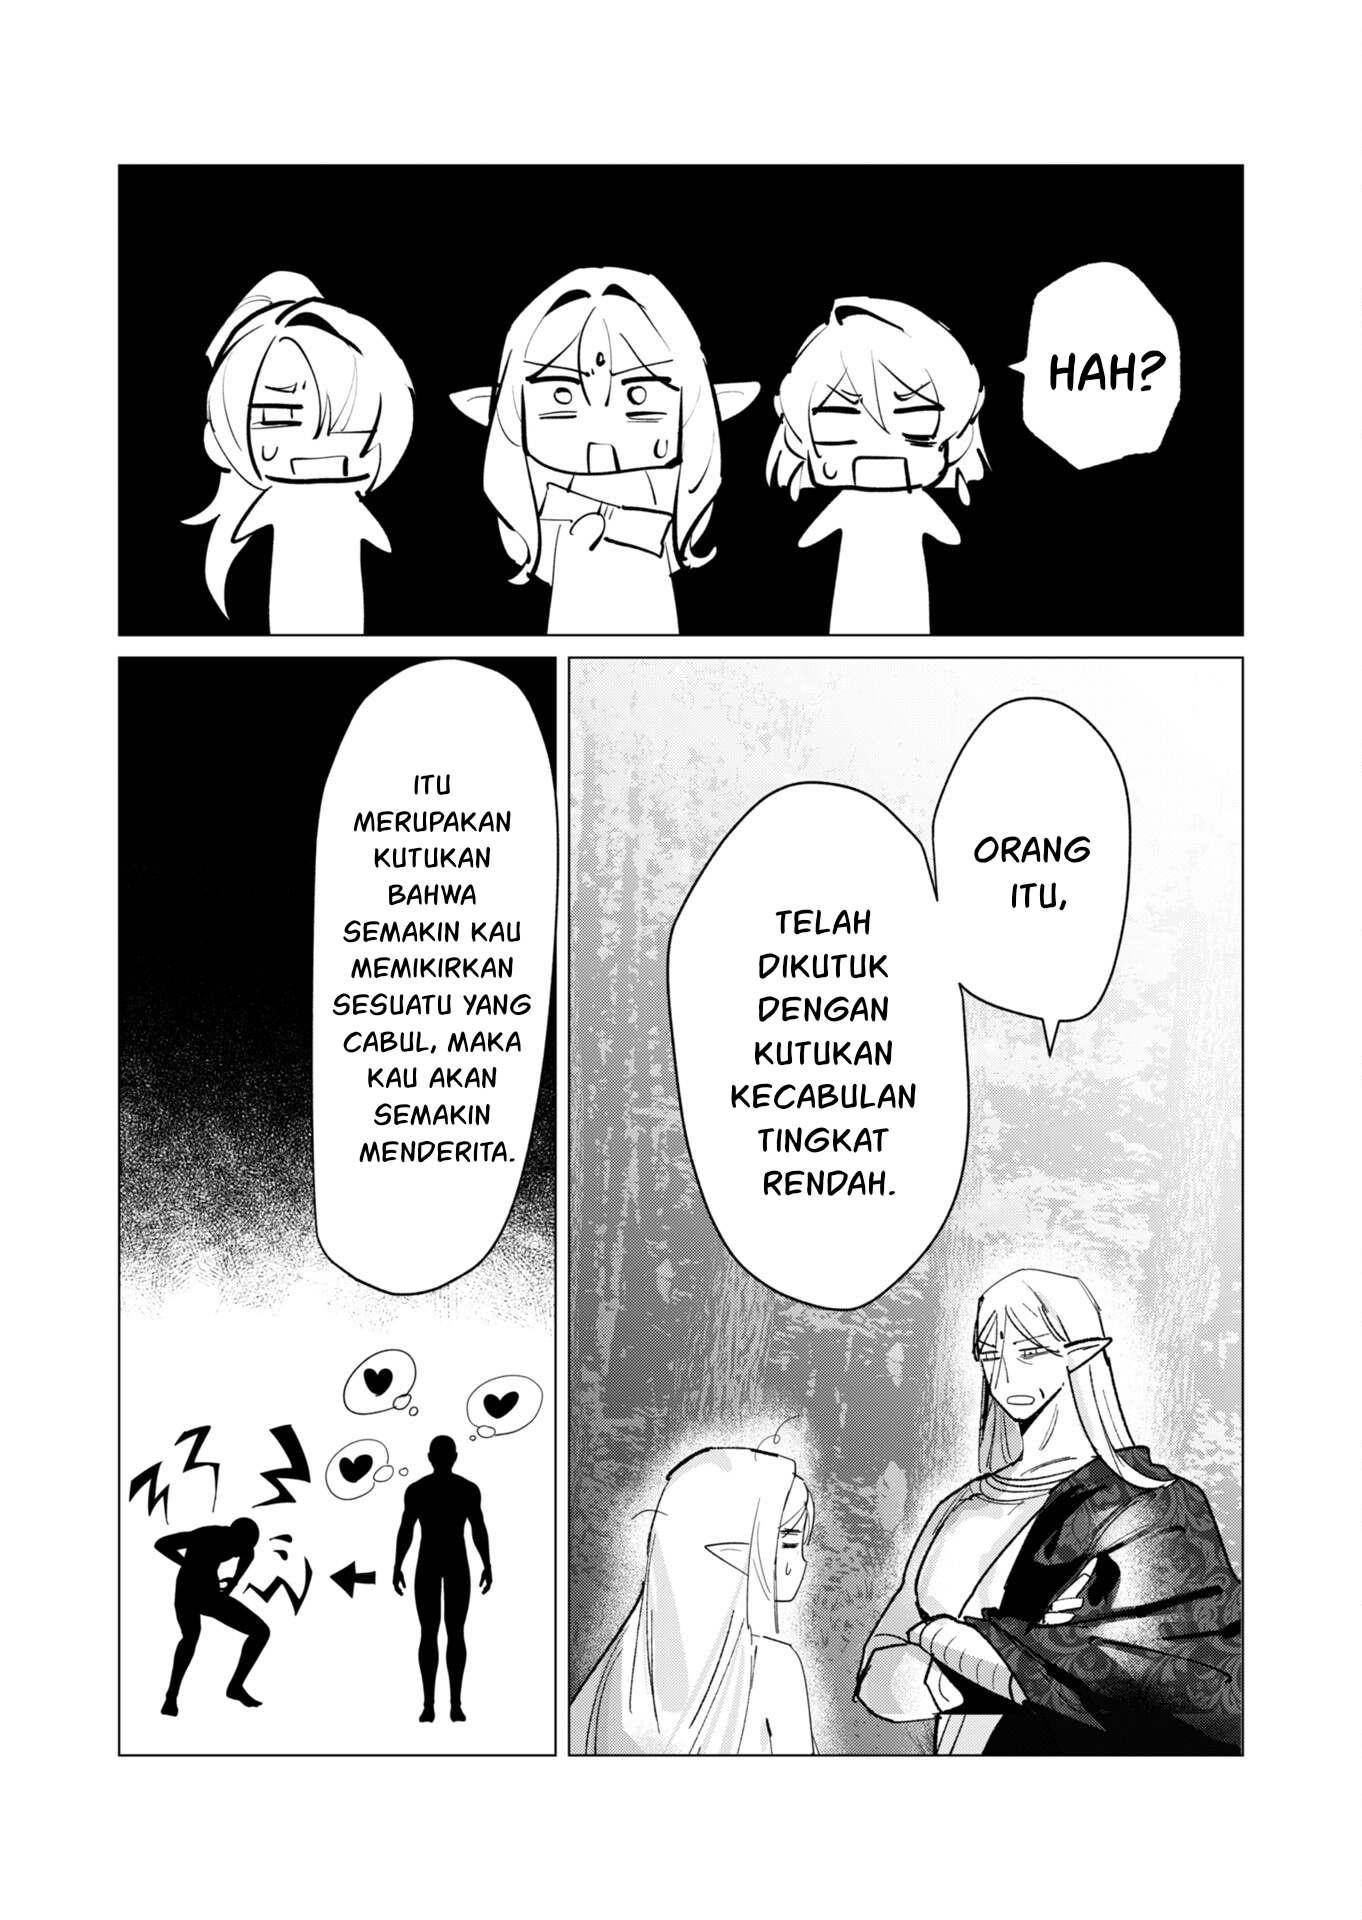 HAH?
ORANG
ITU,
TELAH
DIKUTUK
DENGAN
KUTUKAN
KECABULAN
TINGKAT
RENDAH.
ITU
MERUPAKAN
KUTUKAN
BAHWA
SEMAKIN KAU
MEMIKIRKAN
SESUATU YANG
CABUL, MAKA
KAU AKAN
SEMAKIN
MENDERITA.